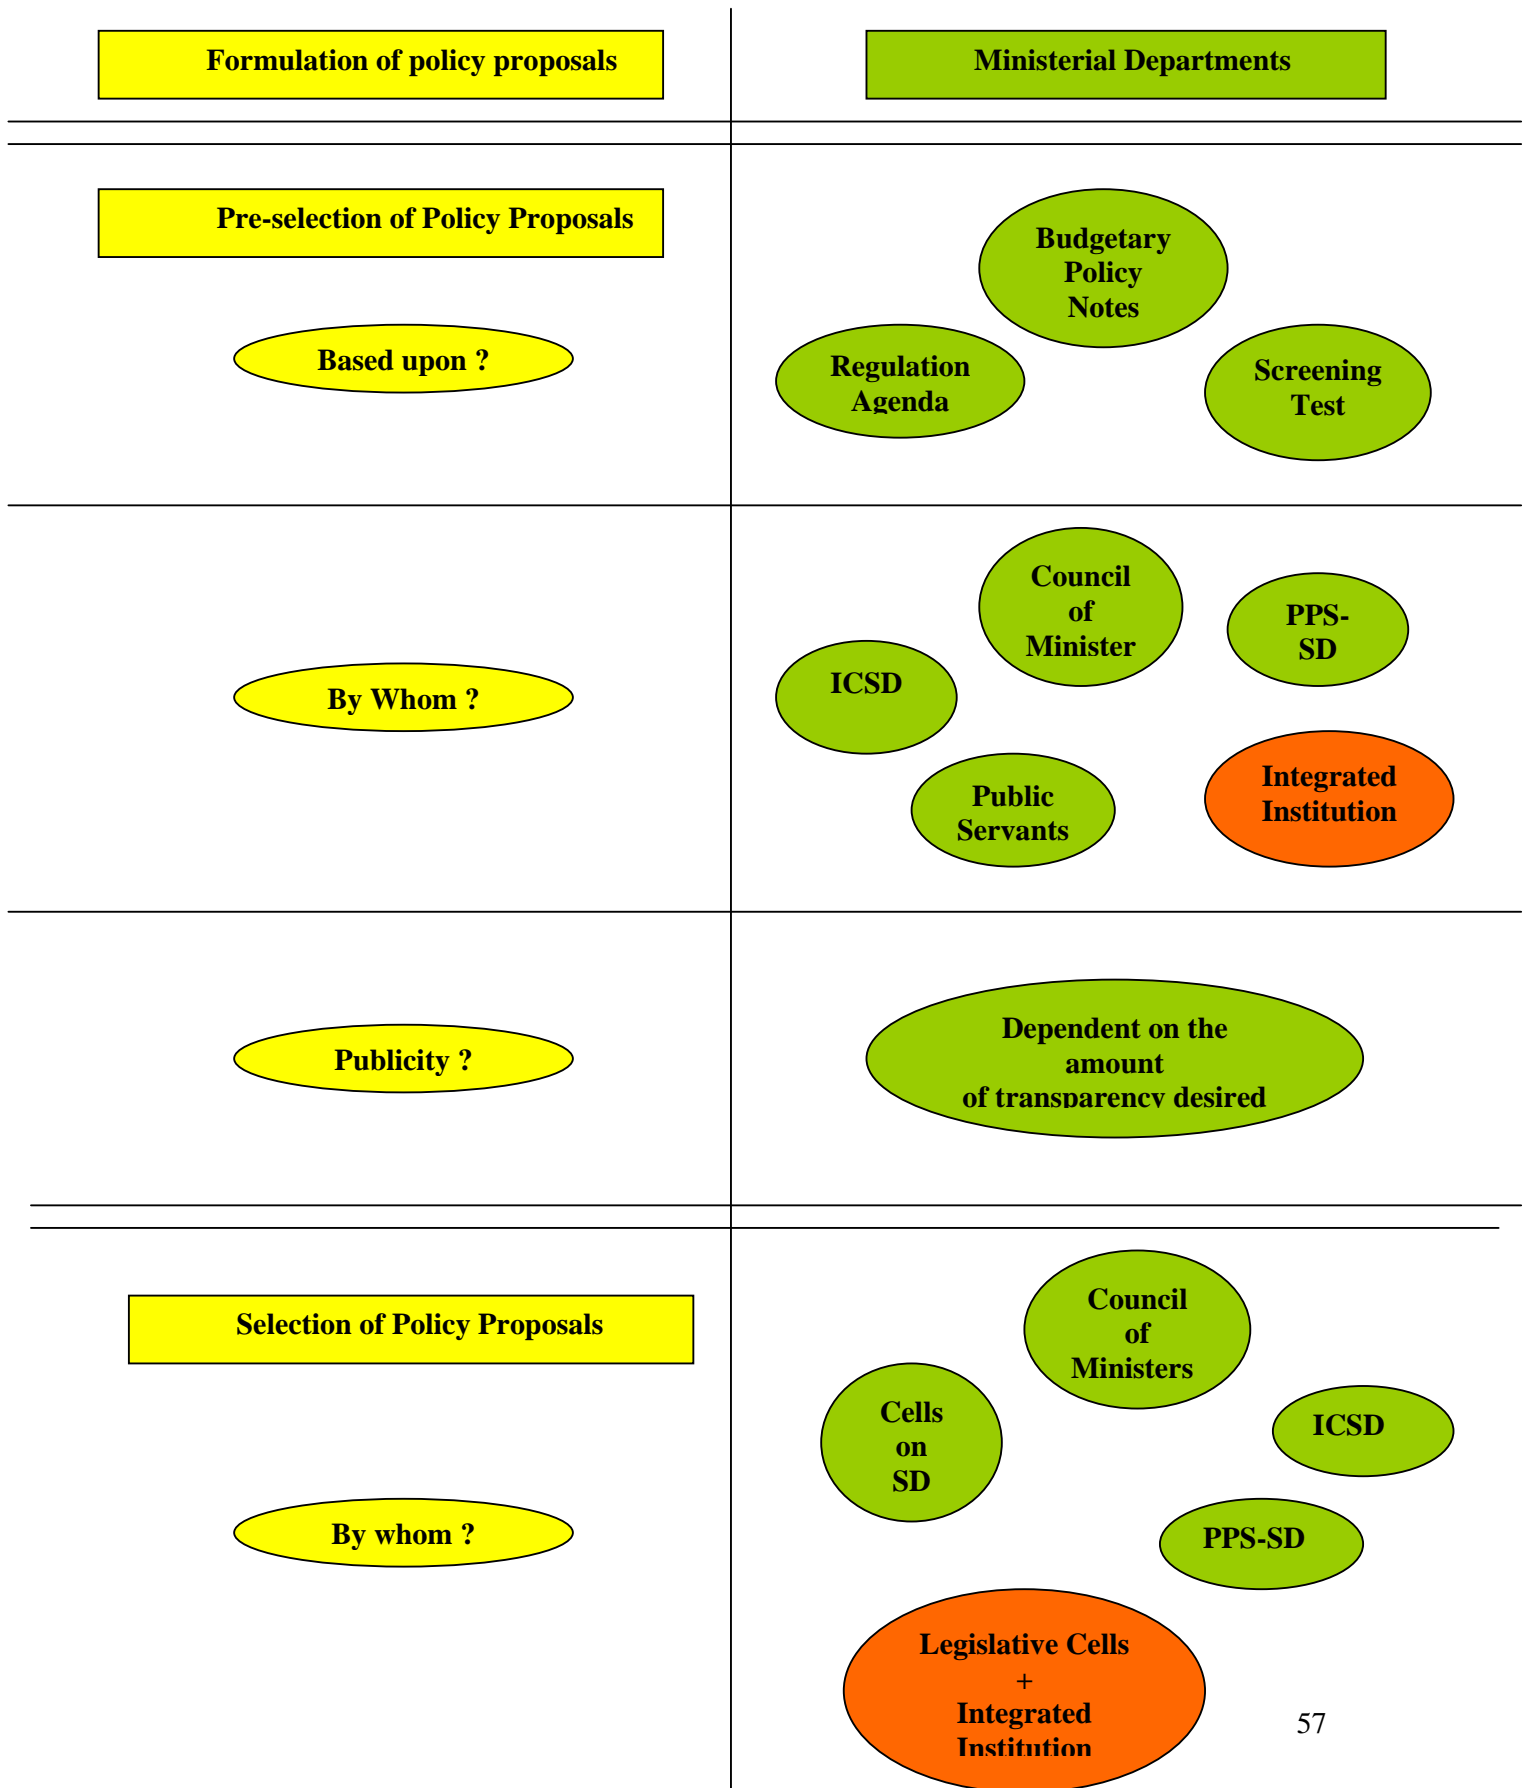 Formulation of policy proposals
Ministerial Departments
Pre-selection of Policy Proposals
Budgetary
Policy
Notes
Based upon ?
Regulation
Agenda
Screening
Test
Council
of
Minister
PPS-
SD
By Whom ?
ICSD
Public
Servants
Integrated
Institution
Publicity ?
Dependent on the
amount
of transparency desired
Selection of Policy Proposals
Council
of
Ministers
Cells
on
SD
ICSD
By whom ?
PPS-SD
Legislative Cells
+
Integrated
Institution
57